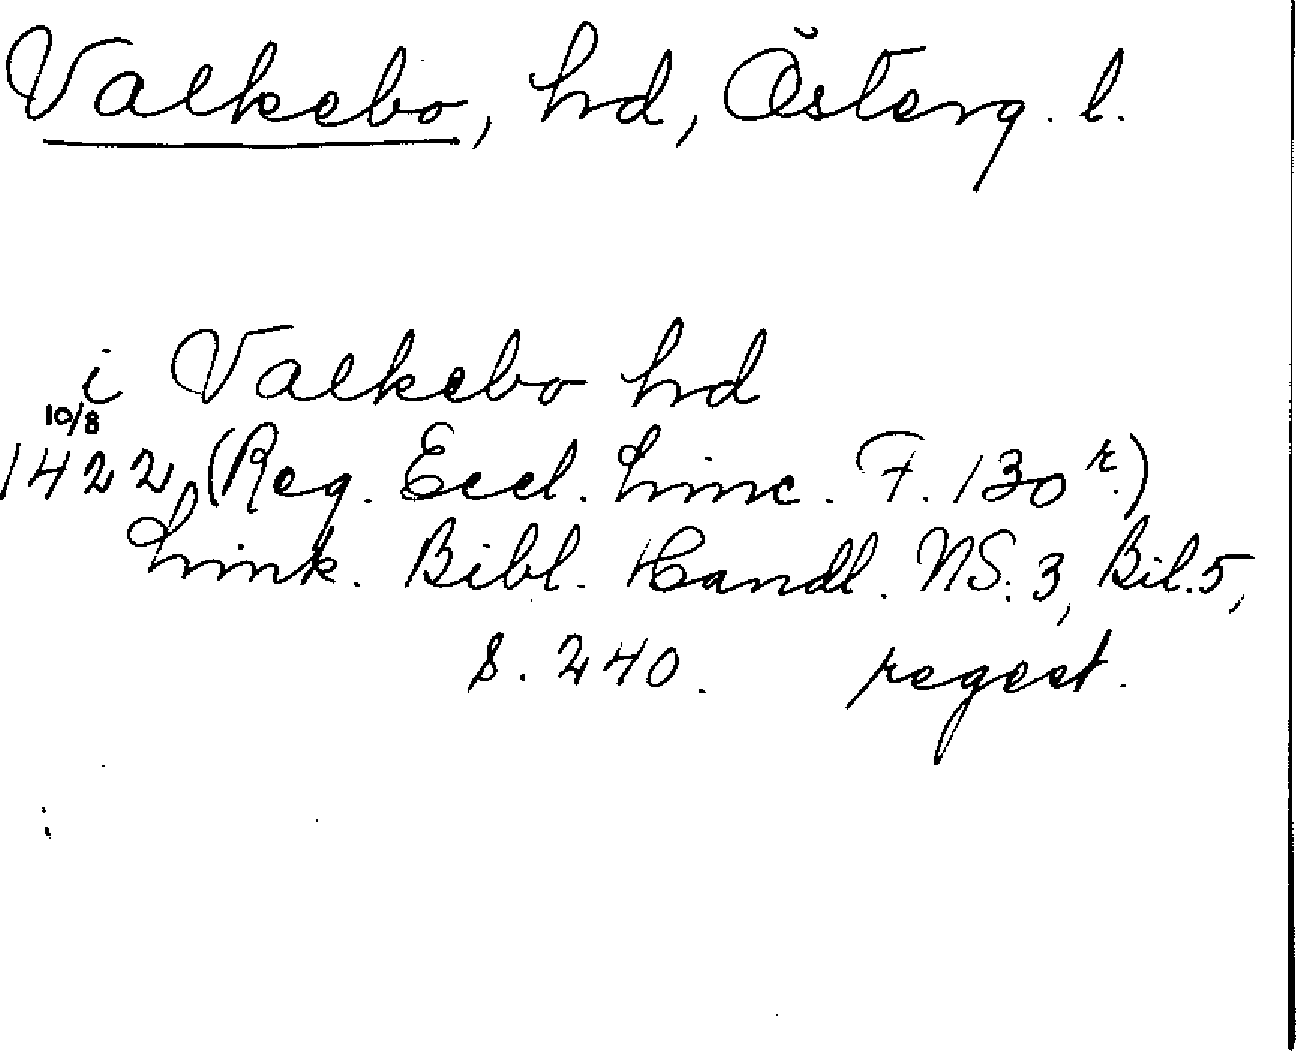 Valkebo, hd, Österg. l.
i Valkebo hd
10/8
1422 (Reg. Eccl. Linc. F. 130 r.)
Link. Bibl. Handl. NS. 3, Bil. 5,
s. 240. regest.